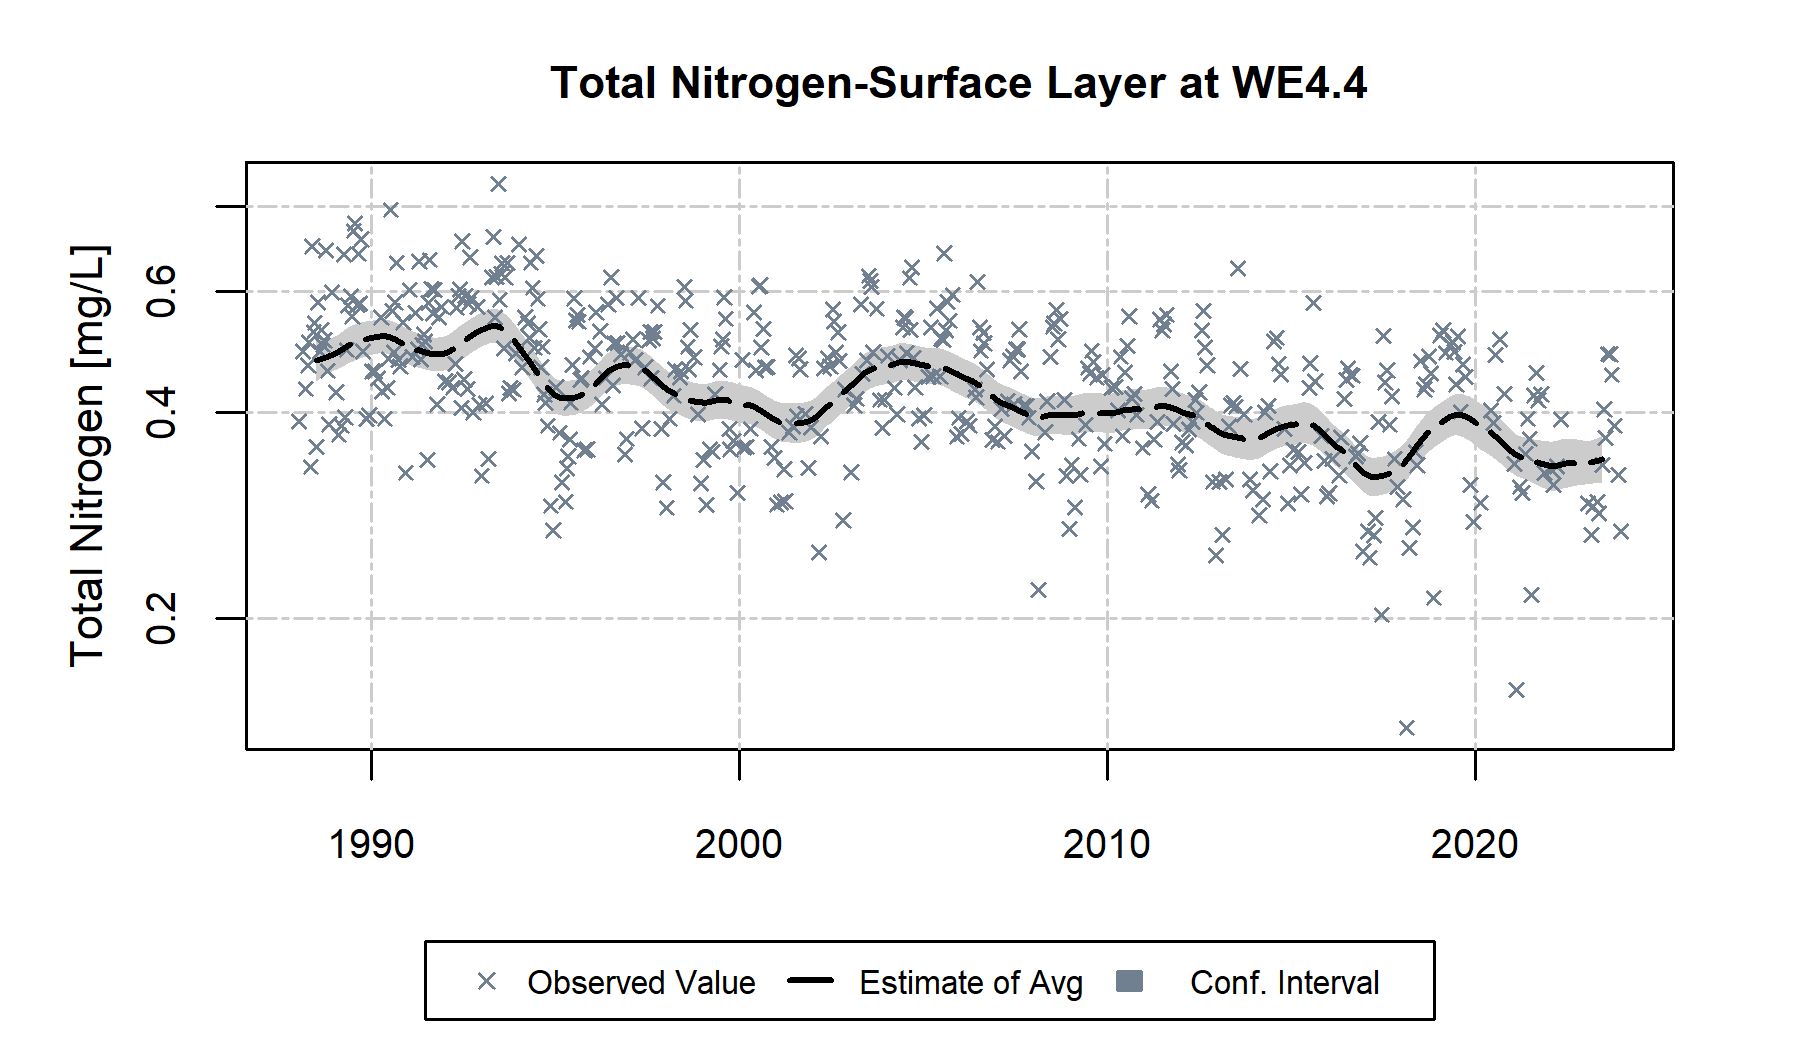 Total Nitrogen-Surface Layer at WE4.4
Total Nitrogen [mg/L]
0.6
0.4
0.2
1990 2000 2010 2020
Observed Value Estimate of Avg Conf. Interval